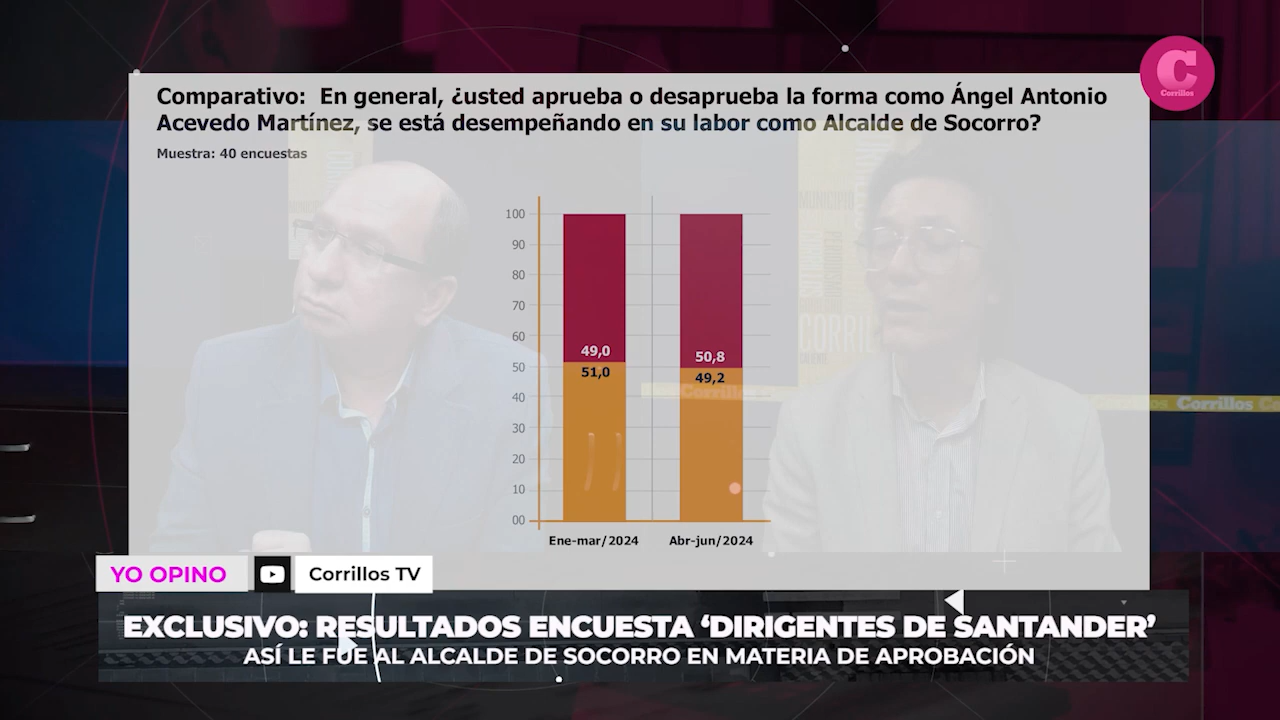 Comparativo: En general, ¿usted aprueba o desaprueba la forma como Ángel Antonio
Acevedo Martínez, se está desempeñando en su labor como Alcalde de Socorro?
Muestra: 40 encuestas
C
Corrillos
100
90
80
70
60
50
40
30
20
10
00
49,0
51,0
50,8
49,2
Ene-mar/2024
Abr-jun/2024
Corrillos
Corrillos
YO OPINO
Corrillos TV
EXCLUSIVO: RESULTADOS ENCUESTA ‘DIRIGENTES DE SANTANDER’
ASÍ LE FUE AL ALCALDE DE SOCORRO EN MATERIA DE APROBACIÓN